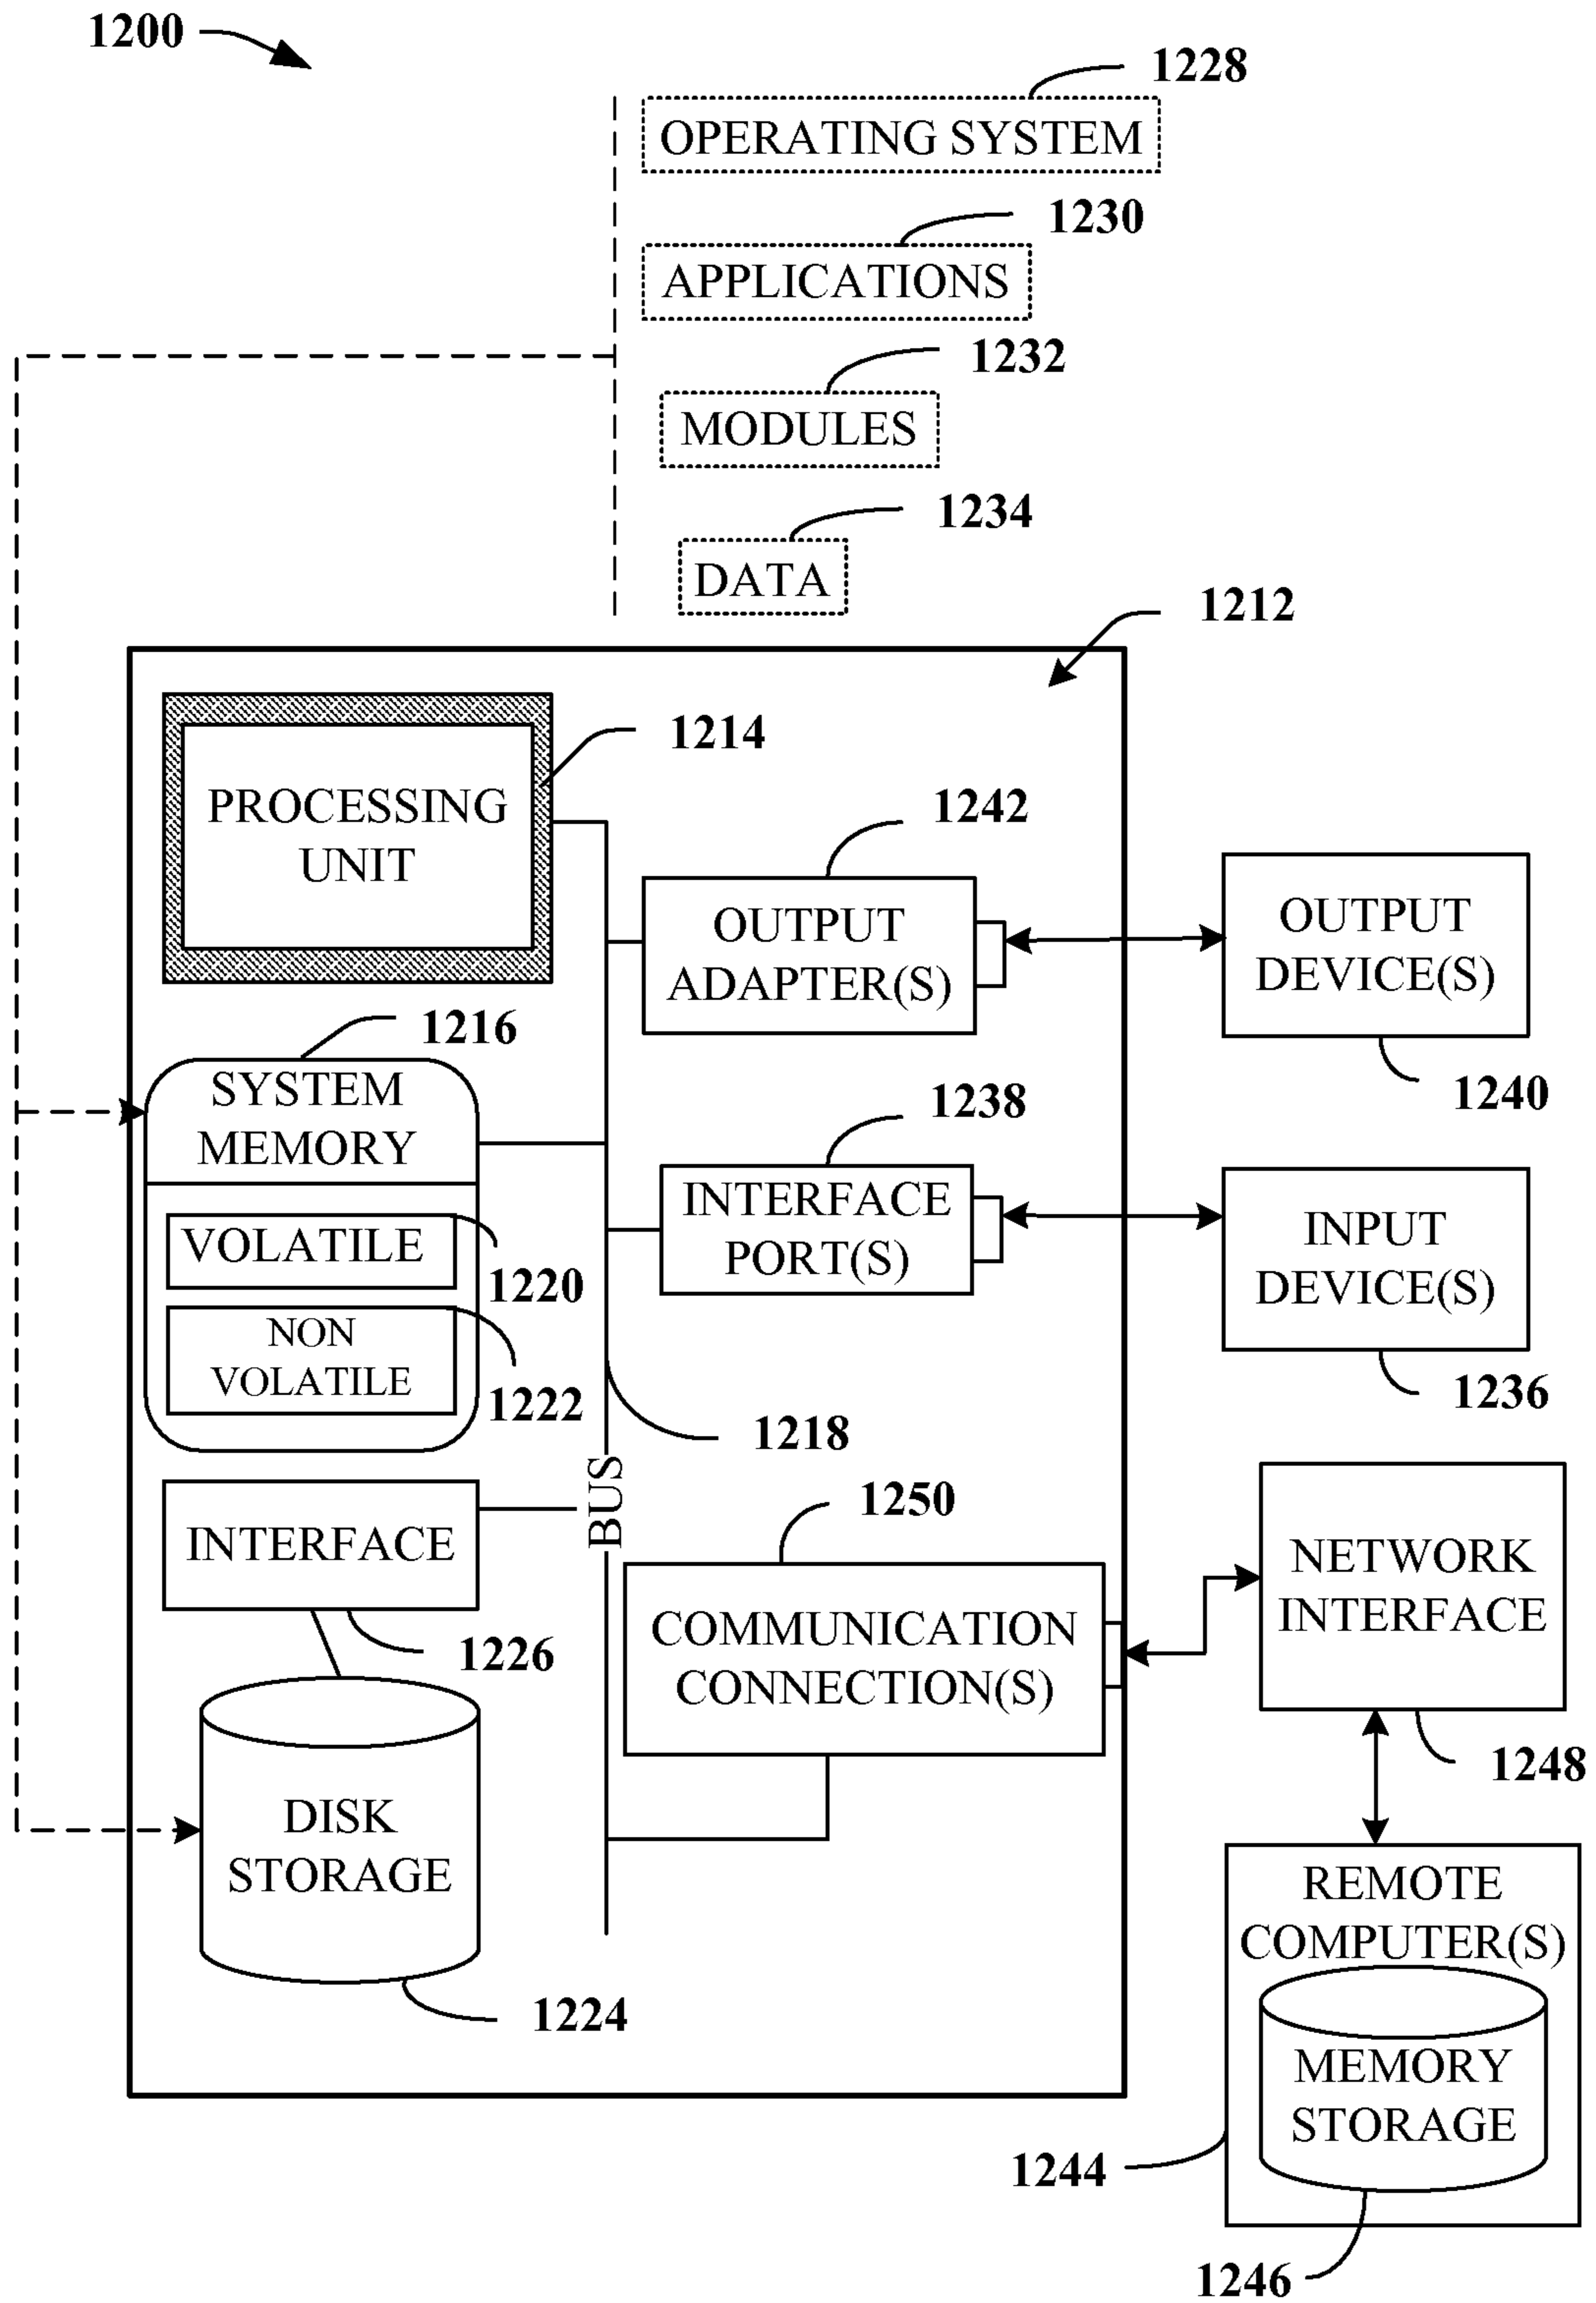 1200
1228
OPERATING SYSTEM
1230
APPLICATIONS
1232
MODULES
1234
DATA
1212
1214
PROCESSING
UNIT
1242
OUTPUT
ADAPTER(S)
OUTPUT
DEVICE(S)
1240
1216
SYSTEM
MEMORY
VOLATILE
1220
NON
VOLATILE
1222
1238
INTERFACE
PORT(S)
INPUT
DEVICE(S)
1236
1218
BUS
INTERFACE
1226
1250
COMMUNICATION
CONNECTION(S)
NETWORK
INTERFACE
1248
DISK
STORAGE
1224
REMOTE
COMPUTER(S)
MEMORY
STORAGE
1244
1246